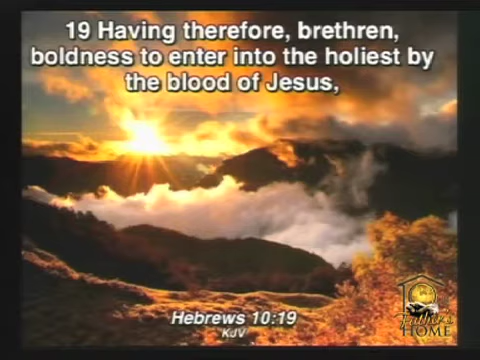 19 Having therefore, brethren,
boldness to enter into the holiest by
the blood of Jesus,
Hebrews 10:19
KJV
Father's
HOME